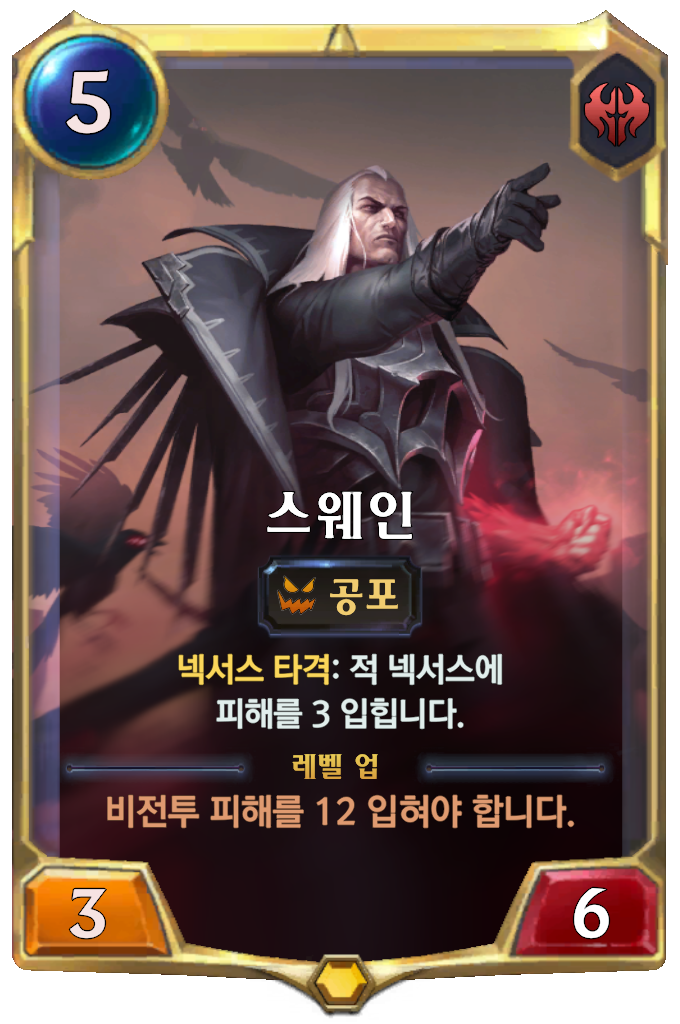 5
스웨인
공포
넥서스 타격: 적 넥서스에
피해를 3 입힙니다.
레벨 업
비전투 피해를 12 입혀야 합니다.
3
6